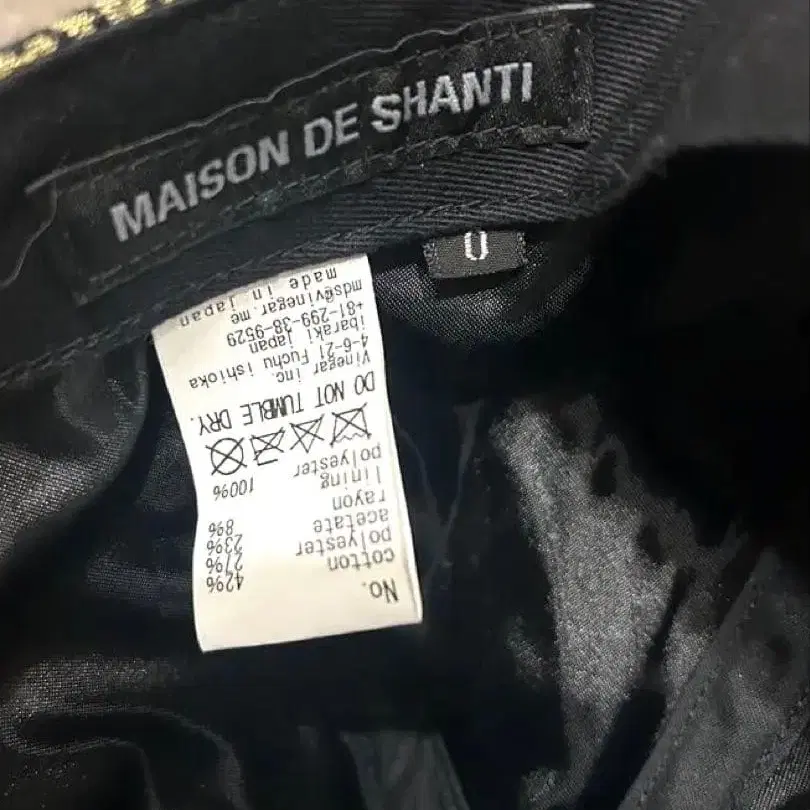 MAISON DE SHANTI
0
No.
cotton 42%
polyester 27%
acetate 23%
rayon 8%
lining
polyester 100%
DO NOT TUMBLE DRY.
Vinegar inc.
4-6-21 Fuchu ishioka
ibaraki japan
+81-299-38-9529
mds@vinegar.me
made in japan